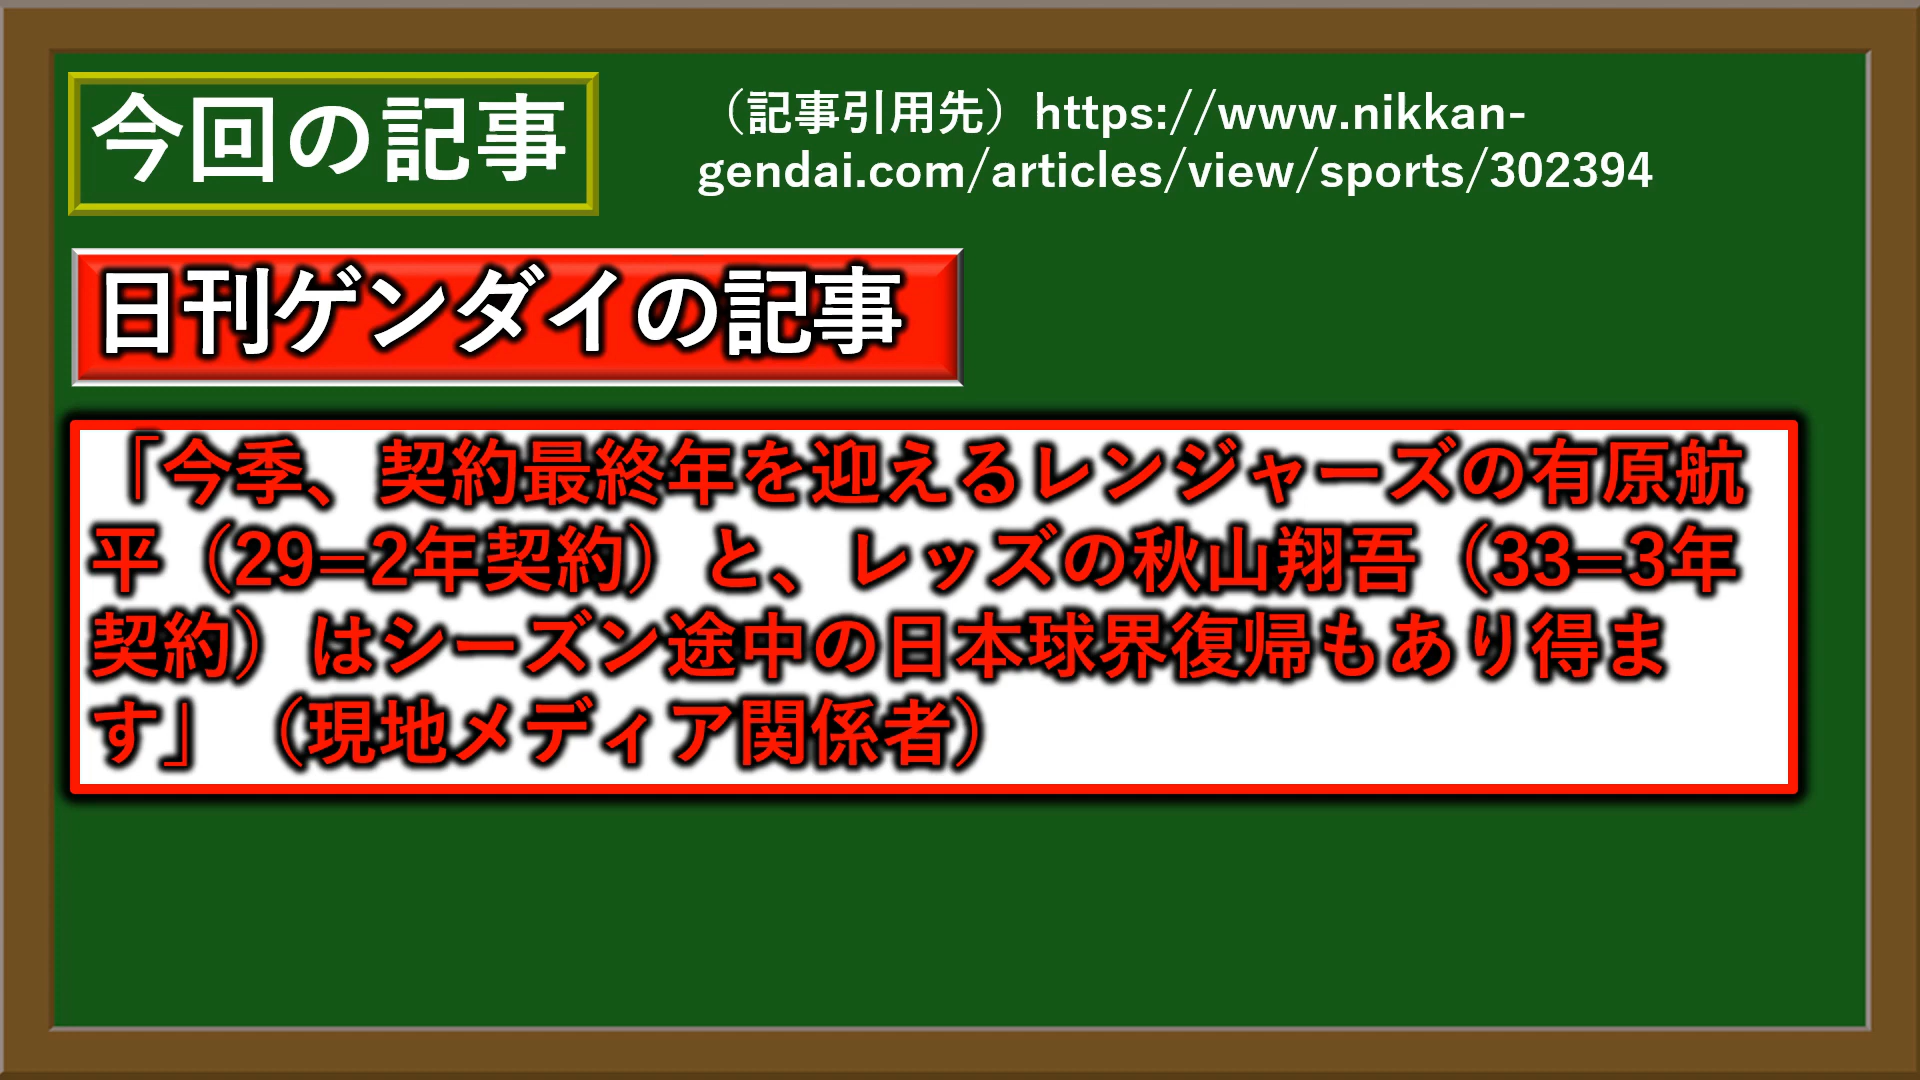 今回の記事
（記事引用先）https://www.nikkan-
gendai.com/articles/view/sports/302394
日刊ゲンダイの記事
「今季、契約最終年を迎えるレンジャーズの有原航
平（29=2年契約）と、レッズの秋山翔吾（33=3年
契約）はシーズン途中の日本球界復帰もあり得ま
す」（現地メディア関係者）